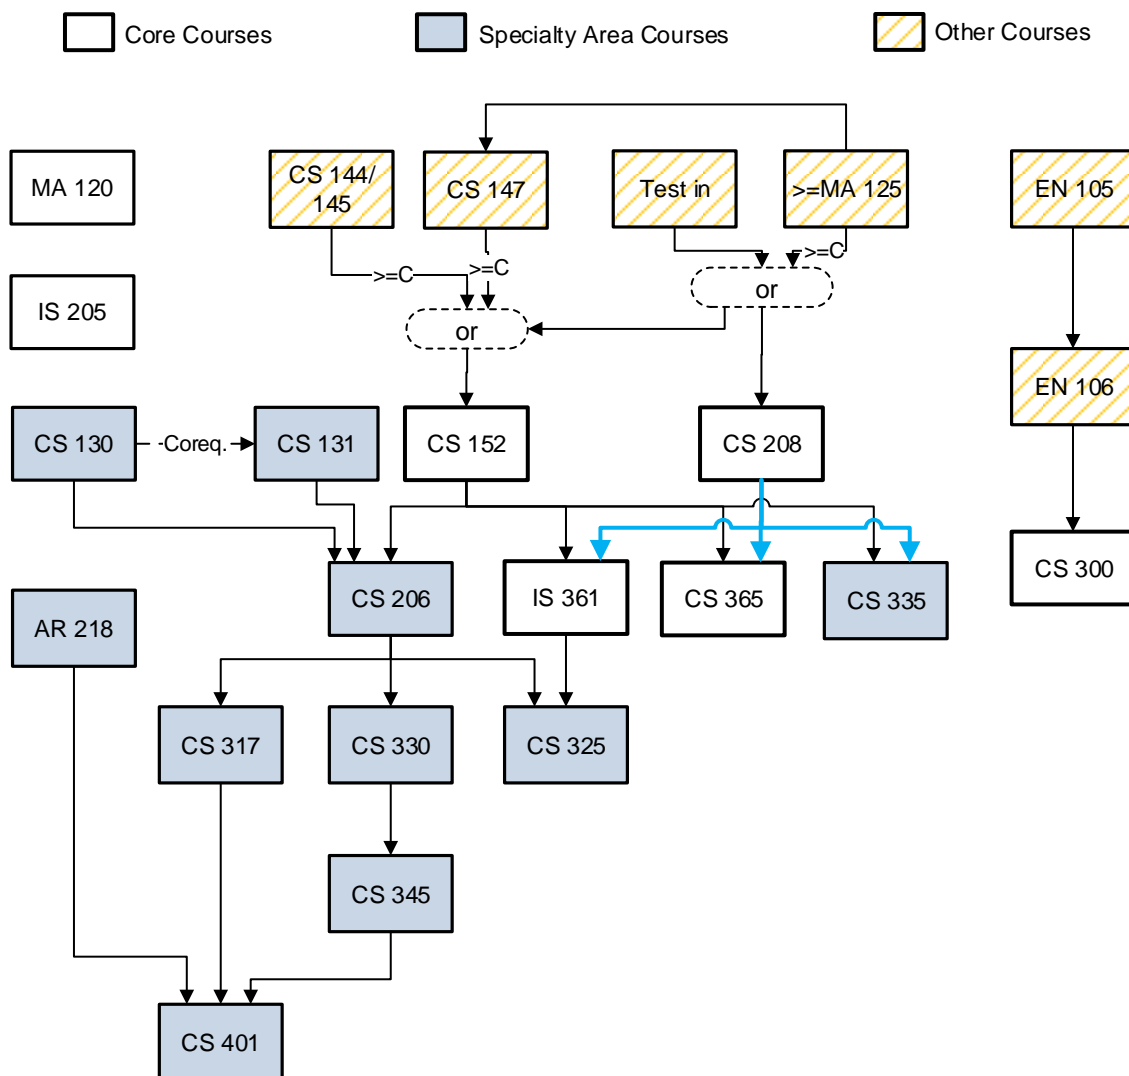 Core Courses
Specialty Area Courses
Other Courses
MA 120
CS 144/
145
CS 147
Test in
>=MA 125
EN 105
>=C
>=C
>=C
or
IS 205
or
EN 106
CS 130
-Coreq.
CS 131
CS 152
CS 208
CS 300
AR 218
CS 206
IS 361
CS 365
CS 335
CS 317
CS 330
CS 325
CS 345
CS 401